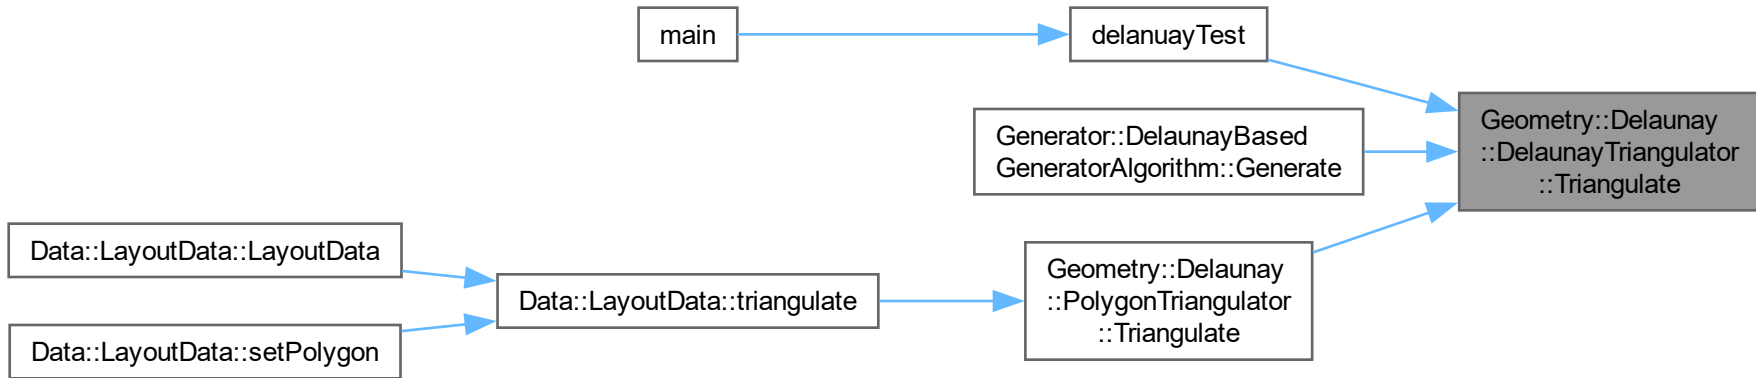 main
delanuayTest
Generator::DelaunayBased
GeneratorAlgorithm::Generate
Geometry::Delaunay
::DelaunayTriangulator
::Triangulate
Data::LayoutData::LayoutData
Data::LayoutData::triangulate
Data::LayoutData::setPolygon
Geometry::Delaunay
::PolygonTriangulator
::Triangulate